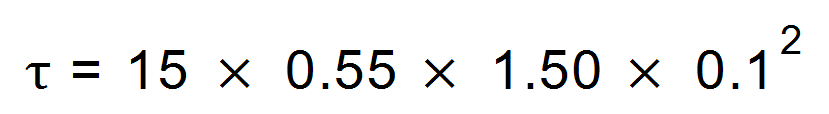 τ = 15 × 0.55 × 1.50 × 0.1²